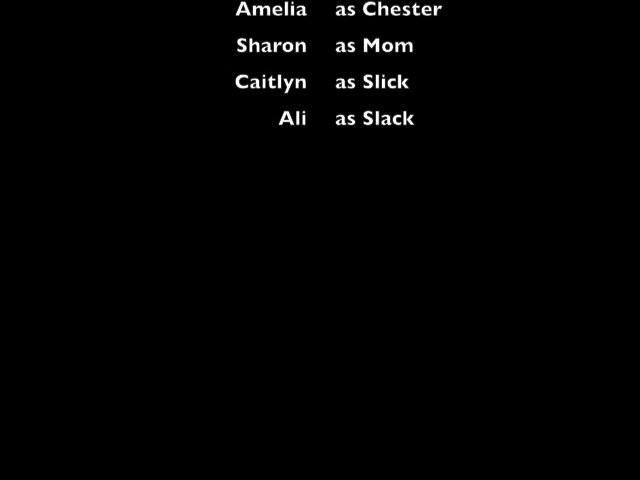 Amelia as Chester
Sharon as Mom
Caitlyn as Slick
Ali as Slack